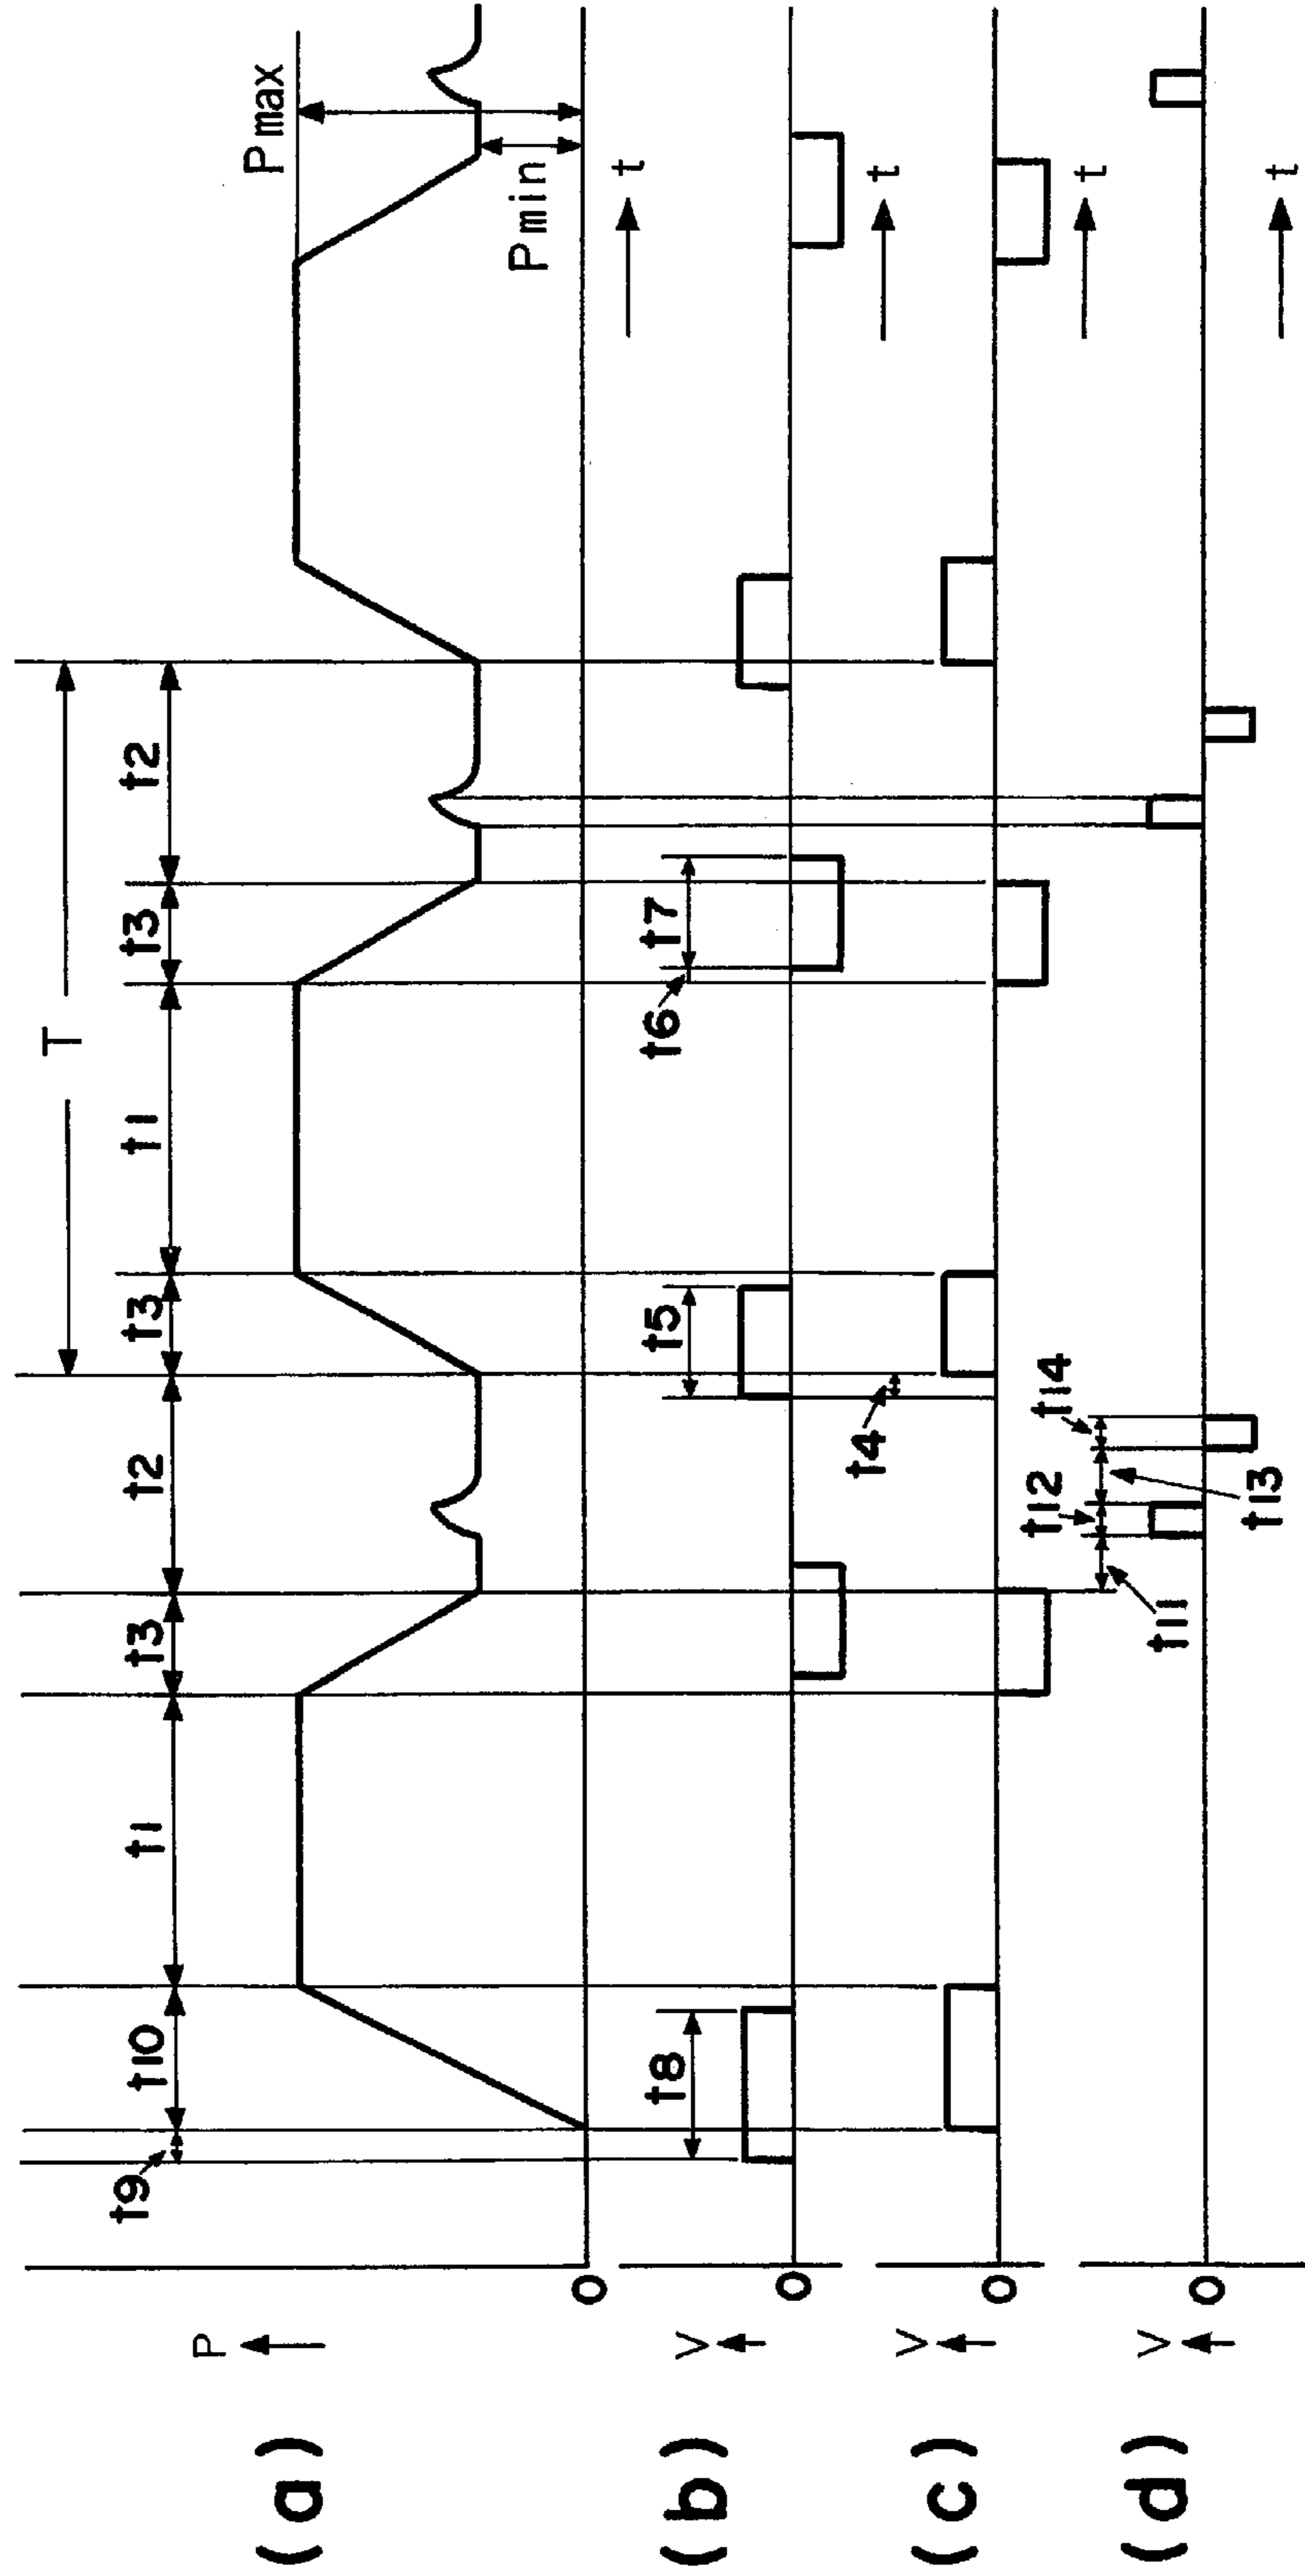 T
t9 t10 t1 t3 t2 t3 t1 t3 t2
(a) P Pmax
Pmin
0 t
t8 t5 t6 t7
(b) V 0 t
t4
(c) V 0 t
t11 t12 t13 t14
(d) V 0 t